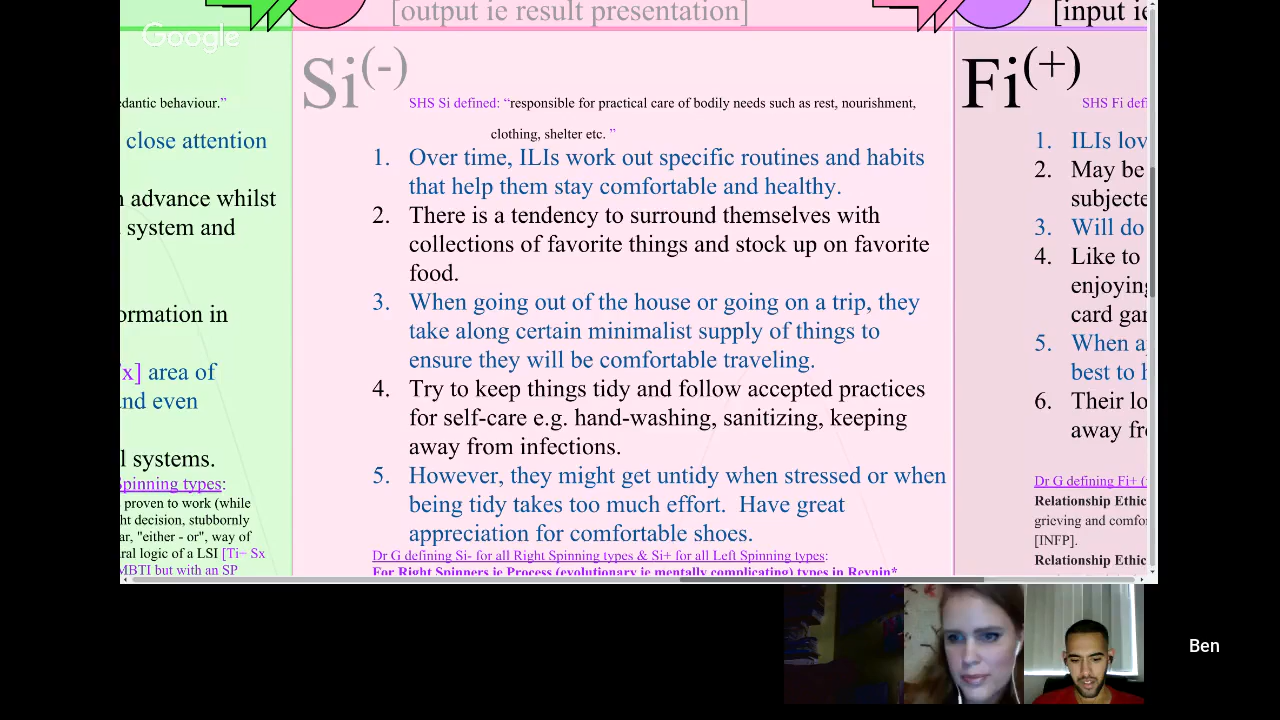 [output ie result presentation]
[input ie
Google
Si(-)
SHS Si defined: “responsible for practical care of bodily needs such as rest, nourishment,
clothing, shelter etc. ”
1. Over time, ILIs work out specific routines and habits
that help them stay comfortable and healthy.
2. There is a tendency to surround themselves with
collections of favorite things and stock up on favorite
food.
3. When going out of the house or going on a trip, they
take along certain minimalist supply of things to
ensure they will be comfortable traveling.
4. Try to keep things tidy and follow accepted practices
for self-care e.g. hand-washing, sanitizing, keeping
away from infections.
5. However, they might get untidy when stressed or when
being tidy takes too much effort. Have great
appreciation for comfortable shoes.
Dr G defining Si- for all Right Spinning types & Si+ for all Left Spinning types:
For Right Spinners ie Process (evolutionary ie mentally complicating) types in Reynin*
edantic behaviour.”
close attention
advance whilst
system and
ormation in
x] area of
and even
l systems.
Spinning types:
proven to work (while
ht decision, stubbornly
ar, "either - or", way of
ral logic of a LSI [Ti− Sx
MBTI but with an SP
Fi(+)
SHS Fi defi
1. ILIs lov
2. May be
subjecte
3. Will do
4. Like to
enjoying
card gar
5. When a
best to h
6. Their lo
away fr
Dr G defining Fi+ (
Relationship Ethic
grieving and comfo
[INFP].
Relationship Ethic
Ben